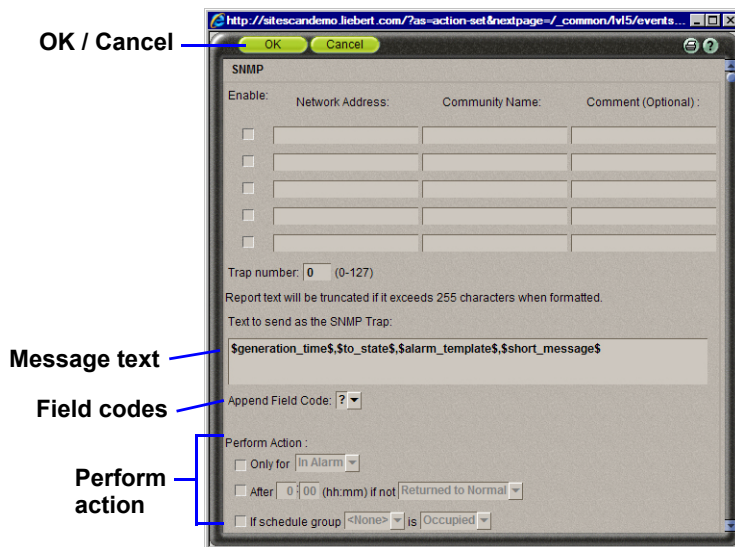 http://sitescandemo.liebert.com/?as=action-set&nextpage=/_common/lvl5/events...
OK / Cancel
OK Cancel
?
SNMP
Enable: Network Address: Community Name: Comment (Optional) :
Trap number: 0 (0-127)
Report text will be truncated if it exceeds 255 characters when formatted.
Text to send as the SNMP Trap:
Message text
$generation_time$,$to_state$,$alarm_template$,$short_message$
Field codes
Append Field Code: ?
Perform action
Perform Action :
Only for In Alarm
After 0 : 00 (hh:mm) if not Returned to Normal
If schedule group <None> is Occupied